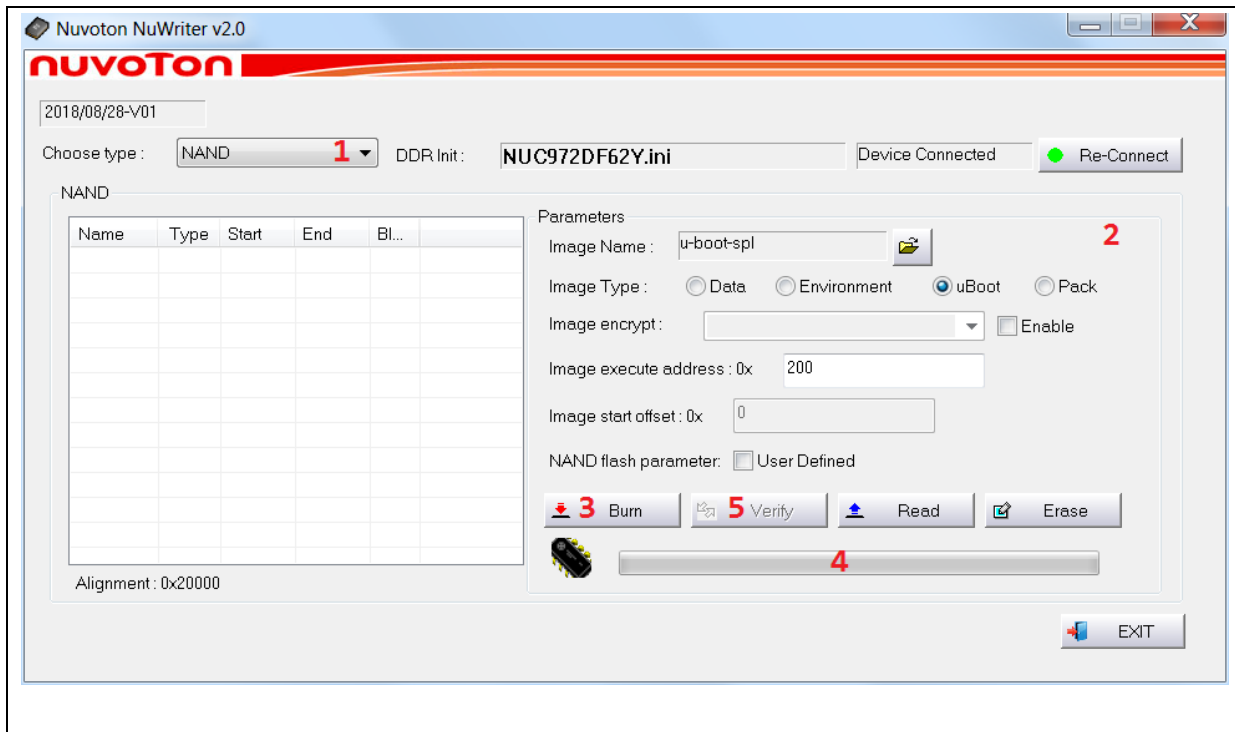 Nuvoton NuWriter v2.0
nuvoTon
2018/08/28-V01
Choose type : NAND 1 DDR Init : NUC972DF62Y.ini Device Connected Re-Connect
NAND
Name Type Start End Bl...
Alignment : 0x20000
Parameters
2
Image Name : u-boot-spl
Image Type : Data Environment uBoot Pack
Image encrypt : Enable
Image execute address : 0x 200
Image start offset : 0x 0
NAND flash parameter: User Defined
3 Burn 5 Verify Read Erase
4
EXIT